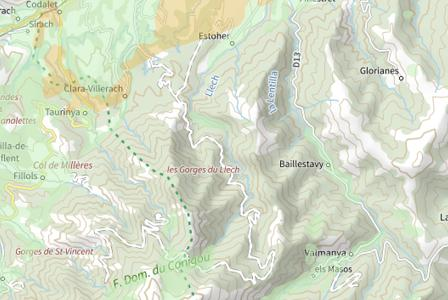 Codalet
Sirach
Estoher
D13
Glorianes
Clara-Villerach
Llech
la Lentilla
Taurinya
Col de Millères
Fillols
les Gorges du Llech
Baillestavy
Gorges de St-Vincent
Valmanya
els Masos
F. Dom. du Canigou